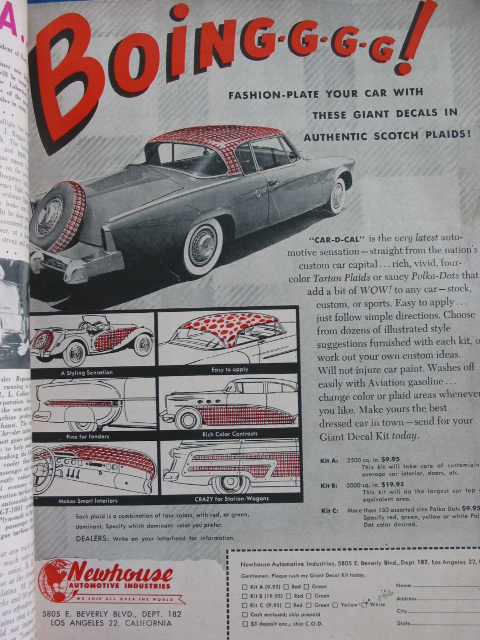 A.
BOING-G-G-G!
FASHION-PLATE YOUR CAR WITH
THESE GIANT DECALS IN
AUTHENTIC SCOTCH PLAIDS!
"CAR-D-CAL" is the very latest auto-
motive sensation—straight from the nation's
custom car capital . . . rich, vivid, four-
color Tartan Plaids or saucy Polka-Dots that
add a bit of WOW! to any car—stock,
custom, or sports. Easy to apply . . .
just follow simple directions. Choose
from dozens of illustrated style
suggestions furnished with each kit, o
work out your own custom ideas.
Will not injure car paint. Washes off
easily with Aviation gasoline . . .
change color or plaid areas whenever
you like. Make yours the best
dressed car in town—send for your
Giant Decal Kit today.
A Styling Sensation
Easy to apply
Fine for fenders
Rich Color Contrasts
Makes Smart Interiors
CRAZY for Station-Wagons
Kit A: 2500 sq. in. $9.95
This kit will take care of customizin
average car interior, doors, etc.
Kit B: 5000 sq. in. $19.95
This kit will do the largest car top
equivalent area.
Kit C: More than 150 assorted size Polka Dots $9.95
Specify red, green, yellow or white Pol
Dot color desired.
Each plaid is a combination of four colors, with red, or green,
dominant. Specify which dominant color you prefer.
DEALERS: Write on your letterhead for information.
Newhouse
AUTOMOTIVE INDUSTRIES
WE SHIP ALL OVER THE WORLD
5805 E. BEVERLY BLVD., DEPT. 182
LOS ANGELES 22, CALIFORNIA
Newhouse Automotive Industries, 5805 E. Beverly Blvd., Dept. 182, Los Angeles 22,
Gentlemen: Please rush my Giant Decal Kit today.
Kit A (9.95) Red Green
Kit B (19.95) Red Green
Kit C (9.95) Red Green Yellow White
Cash enclosed; ship prepaid
$3 deposit enc.; ship C.O.D.
Name
Address
City
State